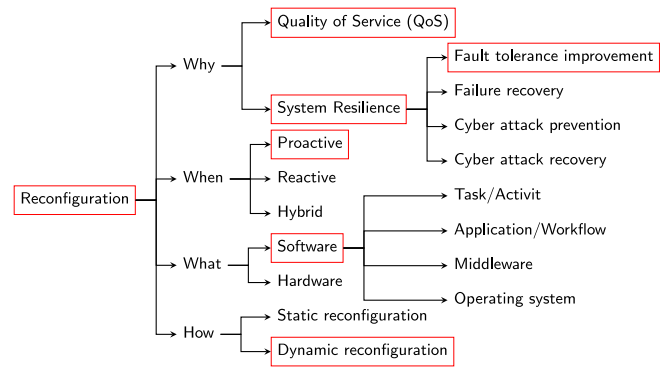 Quality of Service (QoS)
Fault tolerance improvement
Why
Failure recovery
System Resilience
Cyber attack prevention
Proactive
Cyber attack recovery
When
Reactive
Task/Activit
Reconfiguration
Hybrid
Application/Workflow
Software
What
Middleware
Hardware
Operating system
Static reconfiguration
How
Dynamic reconfiguration